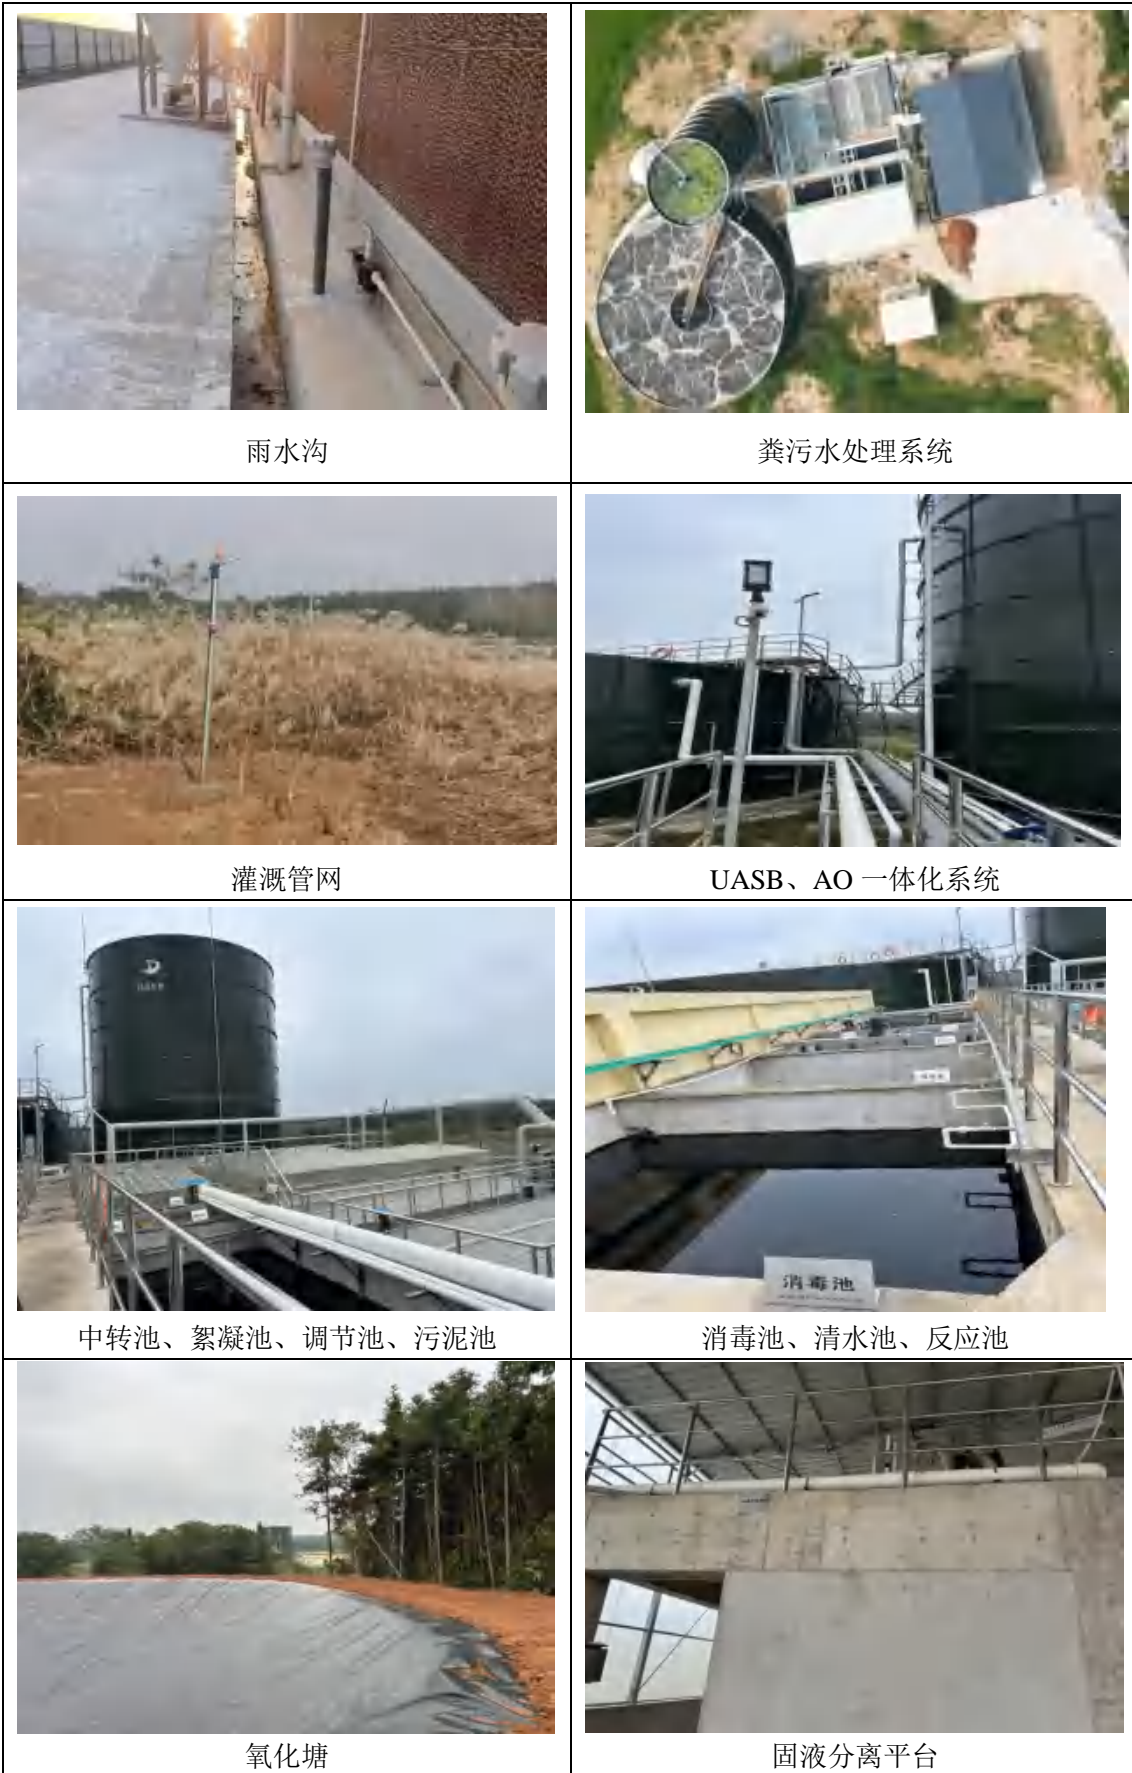 雨水沟
粪污水处理系统
灌溉管网
UASB、AO 一体化系统
中转池、絮凝池、调节池、污泥池
消毒池
消毒池、清水池、反应池
氧化塘
固液分离平台